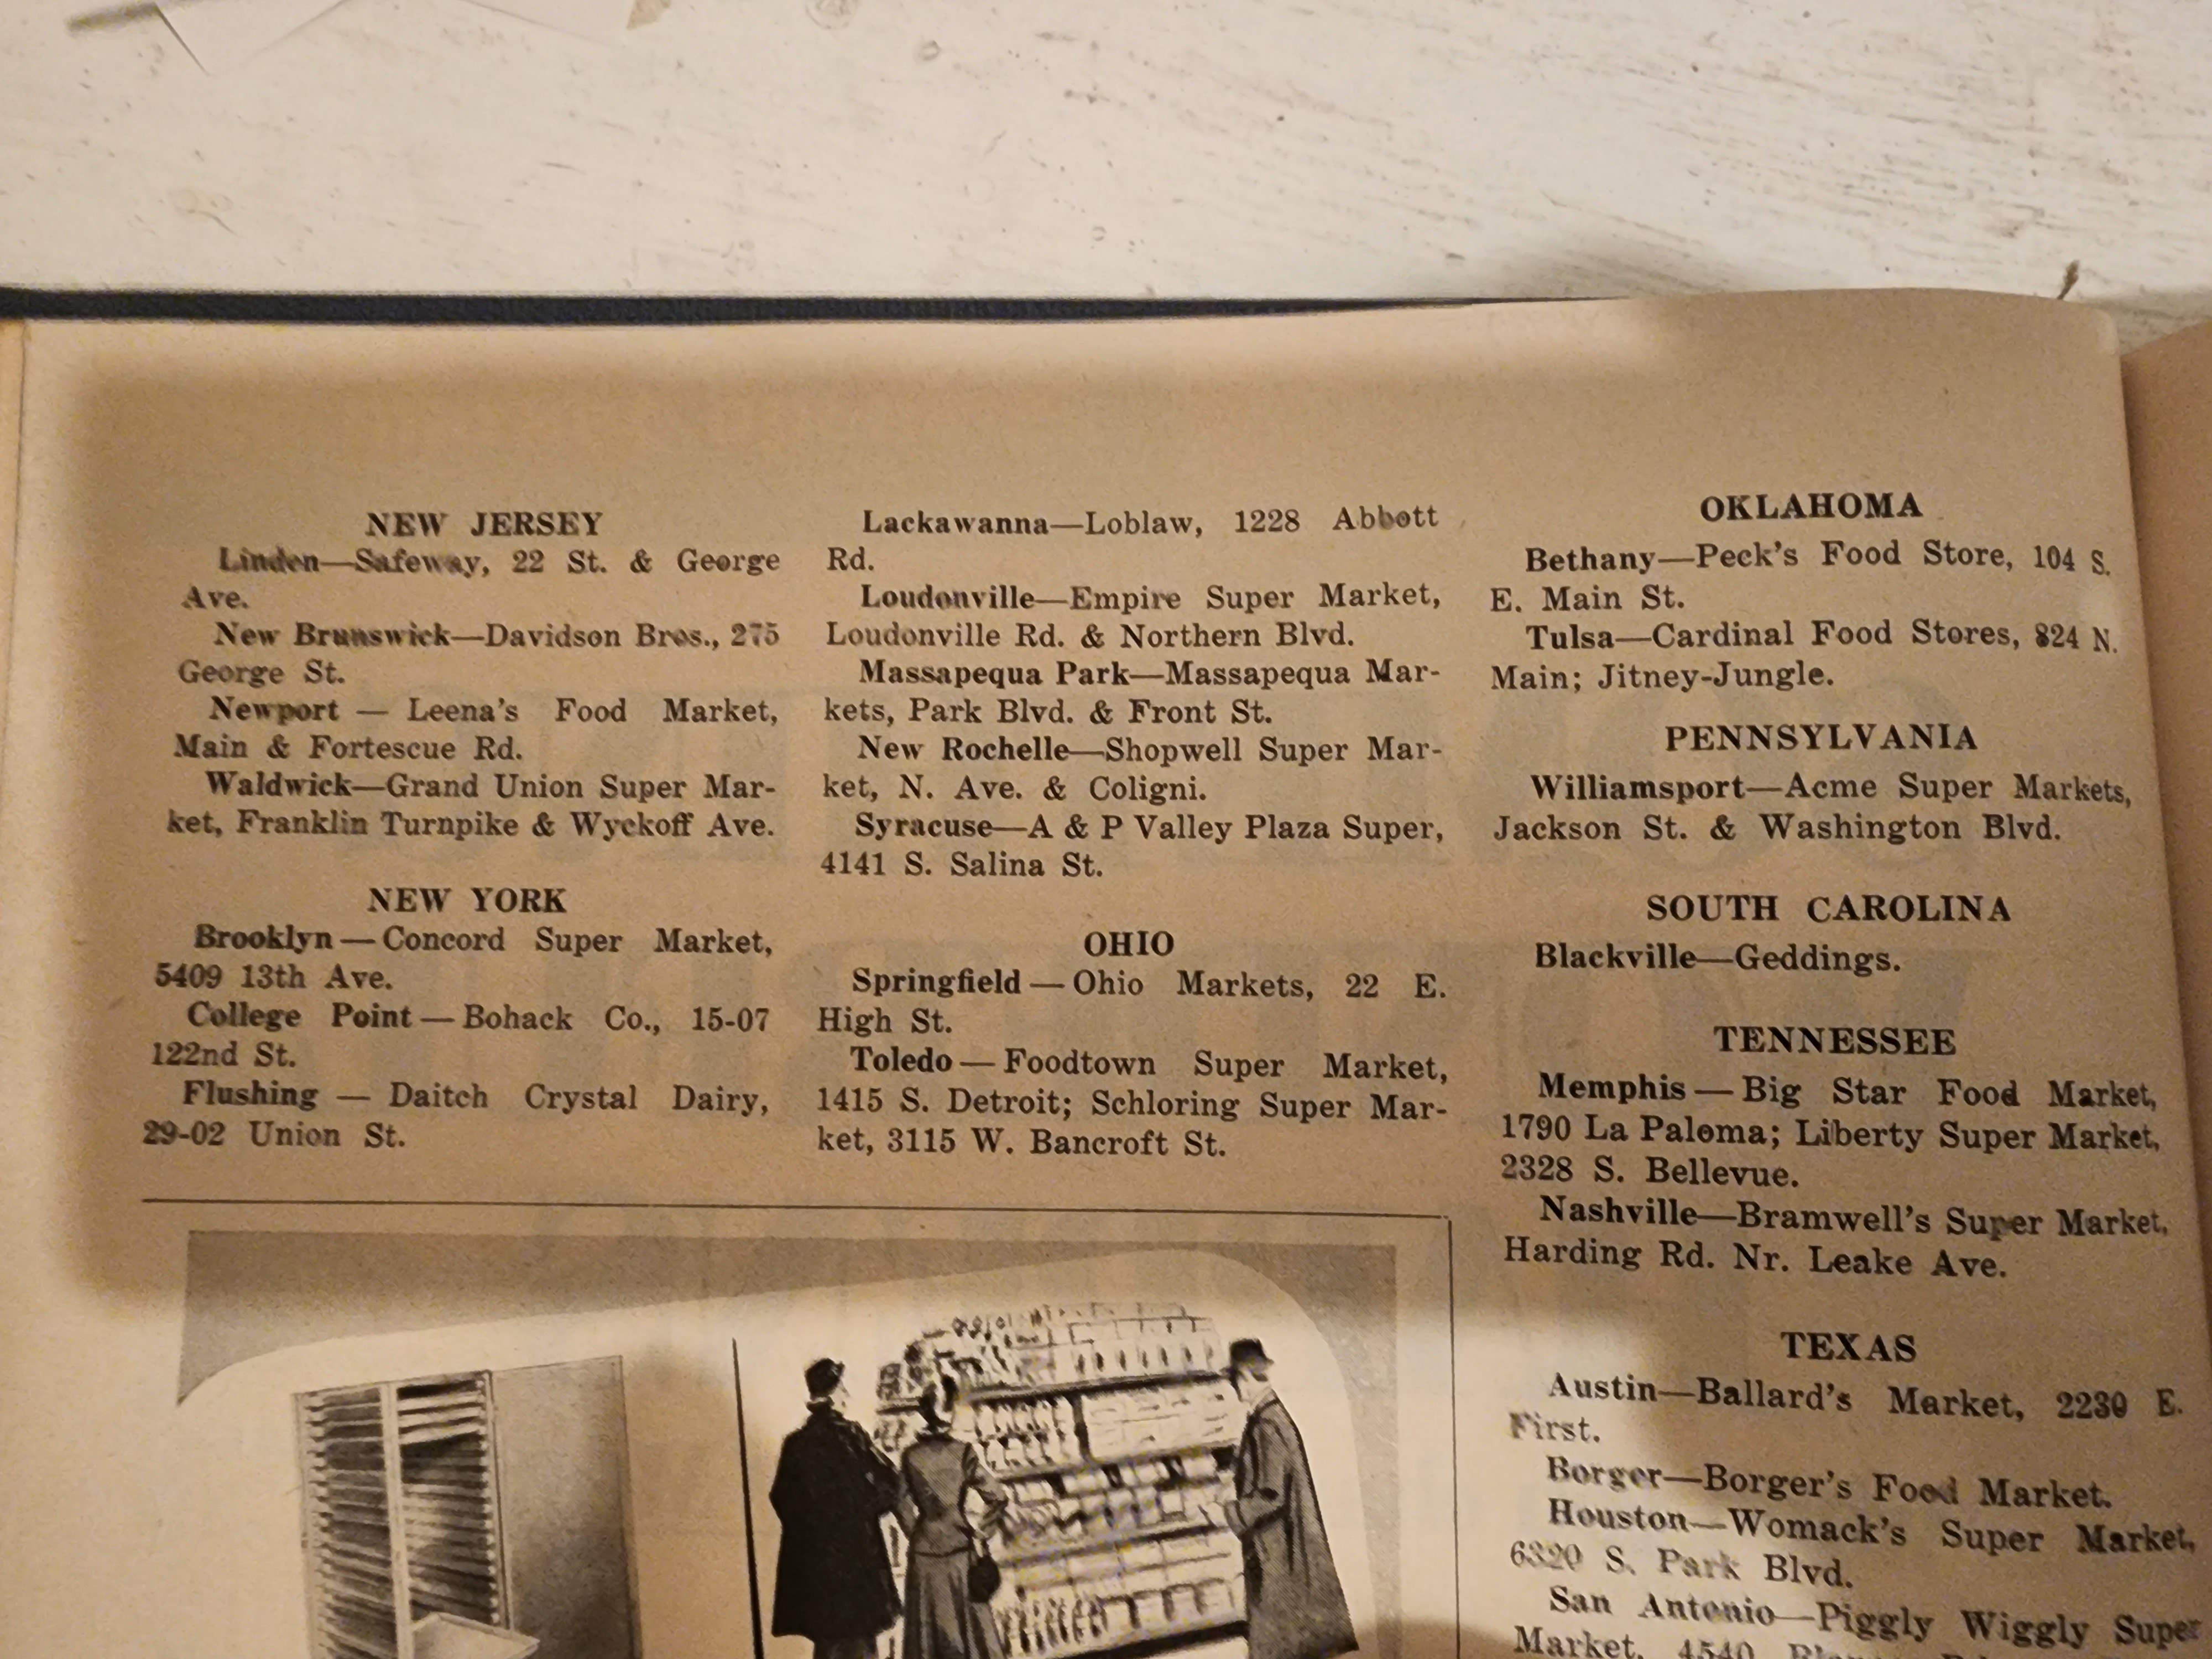 NEW JERSEY
Linden—Safeway, 22 St. & George
Ave.
New Brunswick—Davidson Bros., 275
George St.
Newport — Leena's Food Market,
Main & Fortescue Rd.
Waldwick—Grand Union Super Mar-
ket, Franklin Turnpike & Wyckoff Ave.
NEW YORK
Brooklyn — Concord Super Market,
5409 13th Ave.
College Point — Bohack Co., 15-07
122nd St.
Flushing — Daitch Crystal Dairy,
29-02 Union St.
Lackawanna—Loblaw, 1228 Abbott
Rd.
Loudonville—Empire Super Market,
Loudonville Rd. & Northern Blvd.
Massapequa Park—Massapequa Mar-
kets, Park Blvd. & Front St.
New Rochelle—Shopwell Super Mar-
ket, N. Ave. & Coligni.
Syracuse—A & P Valley Plaza Super,
4141 S. Salina St.
OHIO
Springfield — Ohio Markets, 22 E.
High St.
Toledo — Foodtown Super Market,
1415 S. Detroit; Schloring Super Mar-
ket, 3115 W. Bancroft St.
OKLAHOMA
Bethany—Peck's Food Store, 104 S.
E. Main St.
Tulsa—Cardinal Food Stores, 824 N.
Main; Jitney-Jungle.
PENNSYLVANIA
Williamsport—Acme Super Markets,
Jackson St. & Washington Blvd.
SOUTH CAROLINA
Blackville—Geddings.
TENNESSEE
Memphis — Big Star Food Market,
1790 La Paloma; Liberty Super Market,
2328 S. Bellevue.
Nashville—Bramwell's Super Market,
Harding Rd. Nr. Leake Ave.
TEXAS
Austin—Ballard's Market, 2230 E.
First.
Borger—Borger's Food Market.
Houston—Womack's Super Market,
6320 S. Park Blvd.
San Antonio—Piggly Wiggly Super
Market, 4540